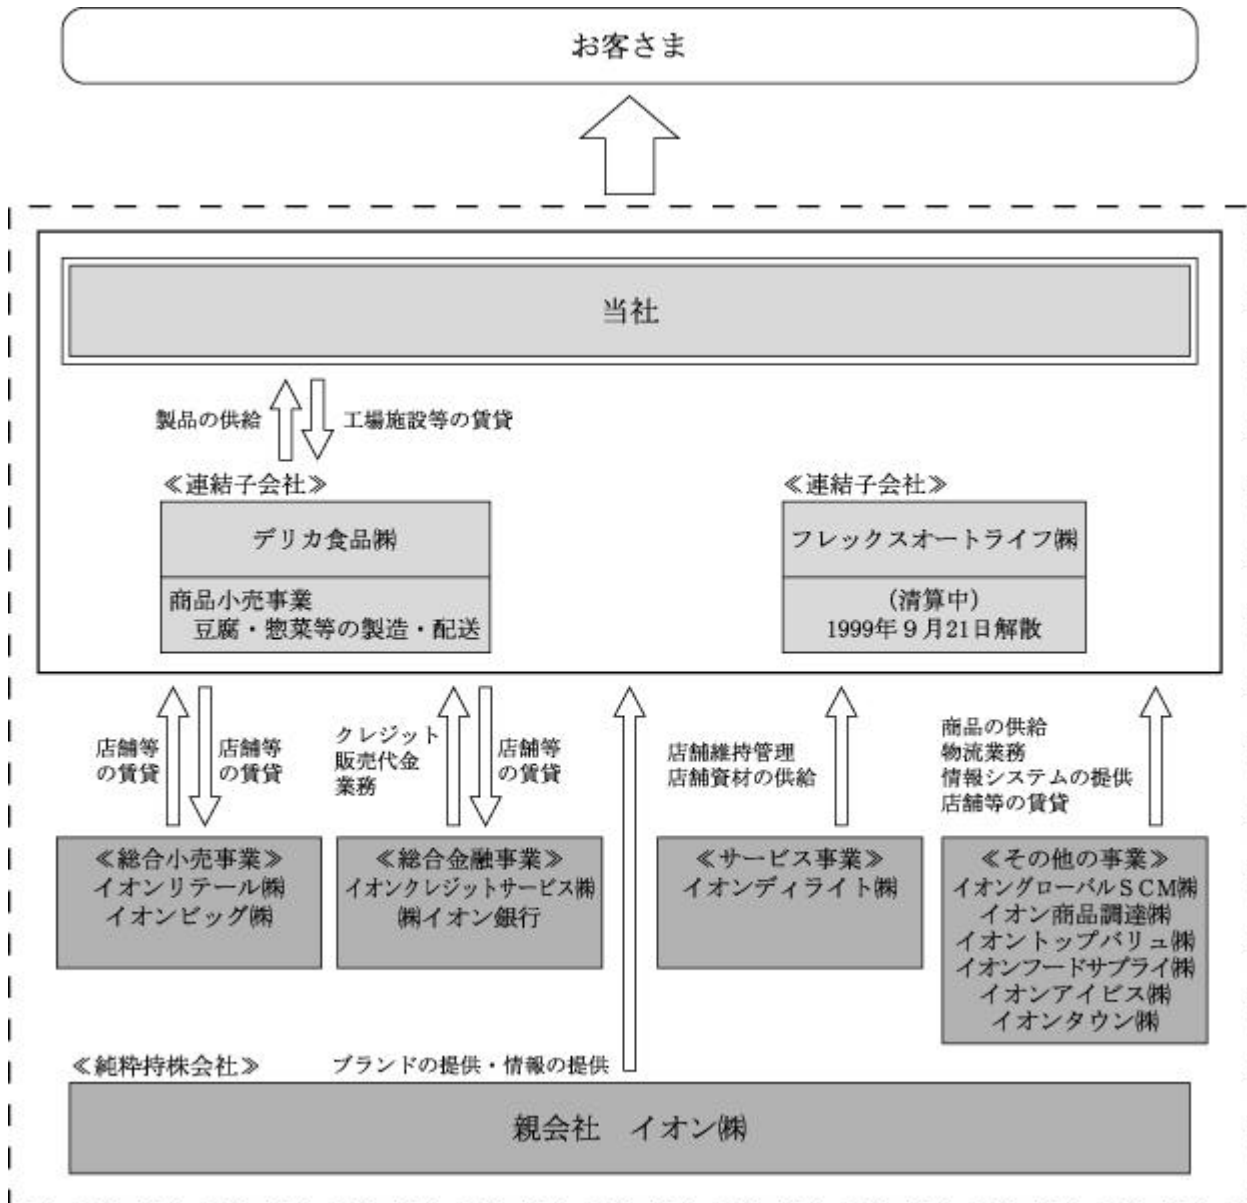 お客さま
当社
製品の供給
工場施設等の賃貸
≪連結子会社≫
デリカ食品㈱
商品小売事業
豆腐・惣菜等の製造・配送
≪連結子会社≫
フレックスオートライフ㈱
(清算中)
1999年９月21日解散
店舗等
の賃貸
店舗等
の賃貸
クレジット
販売代金
業務
店舗等
の賃貸
店舗維持管理
店舗資材の供給
商品の供給
物流業務
情報システムの提供
店舗等の賃貸
≪総合小売事業≫
イオンリテール㈱
イオンビッグ㈱
≪総合金融事業≫
イオンクレジットサービス㈱
㈱イオン銀行
≪サービス事業≫
イオンディライト㈱
≪その他の事業≫
イオングローバルＳＣＭ㈱
イオン商品調達㈱
イオントップバリュ㈱
イオンフードサプライ㈱
イオンアイビス㈱
イオンタウン㈱
≪純粋持株会社≫
ブランドの提供・情報の提供
親会社　イオン㈱